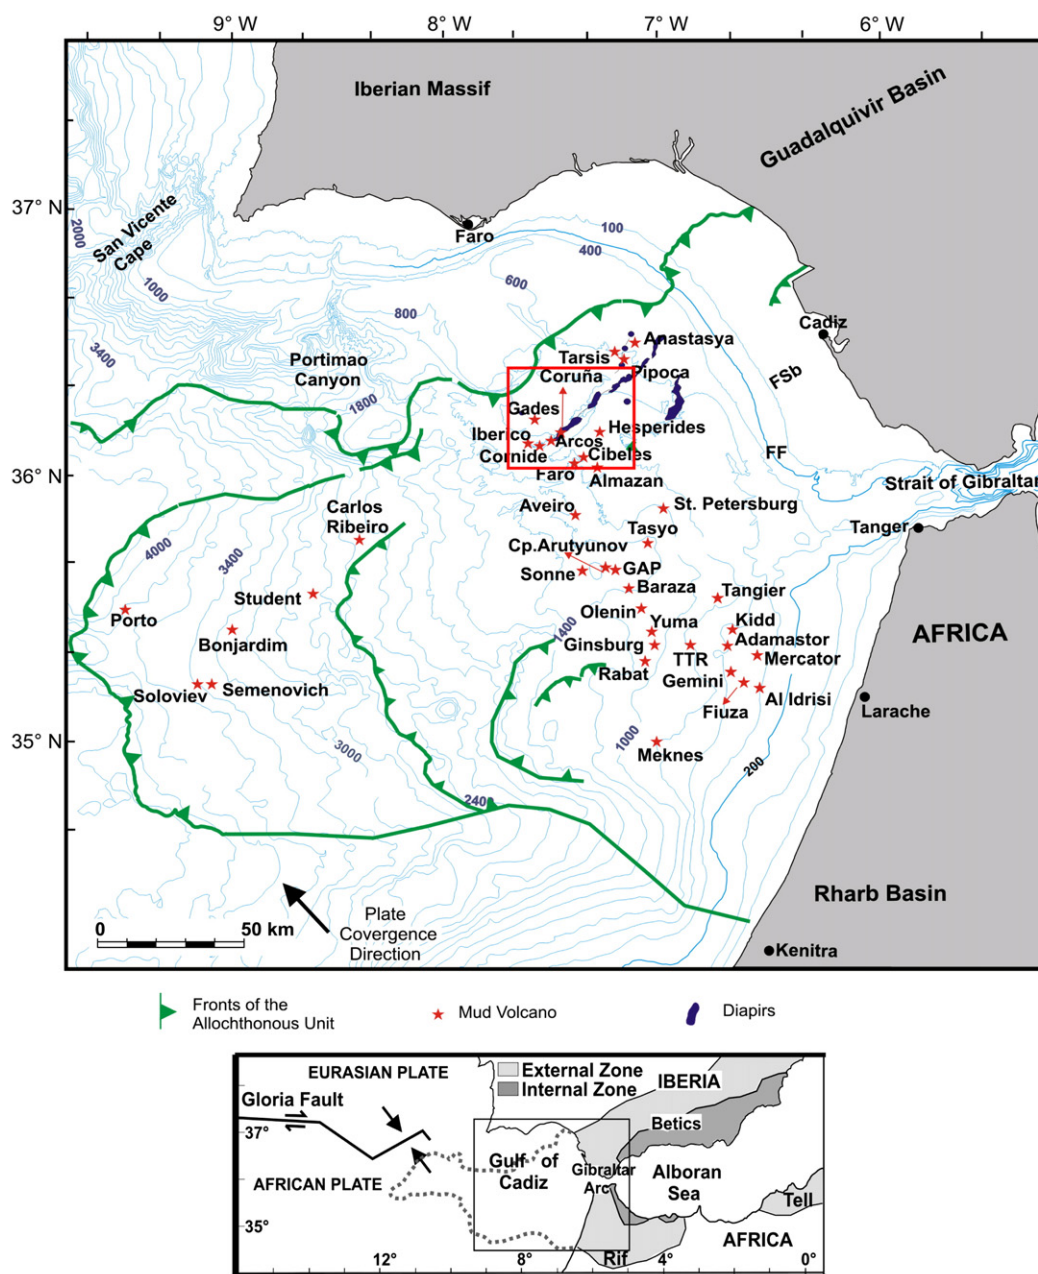 9° W
8° W
7° W
6° W
Iberian Massif
Guadalquivir Basin
37° N
San Vicente
Cape
2000
1000
3400
Faro
100
400
600
800
Cadiz
Portimao
Canyon
1800
Anastasya
Tarsis
Pipoca
Coruña
FSb
Gades
Iberico
Hesperides
Arcos
Cornide
Cibeles
FF
36° N
Faro
Almazan
Strait of Gibraltar
Carlos
Ribeiro
Aveiro
St. Petersburg
Tanger
Tasyo
4000
3400
Cp.Arutyunov
GAP
Sonne
Baraza
Student
Tangier
Porto
Olenin
Kidd
Bonjardim
1400
Yuma
AFRICA
Ginsburg
Adamastor
TTR
Mercator
Rabat
Gemini
Soloviev
Semenovich
Al Idrisi
Fiuza
Larache
35° N
3000
1000
Meknes
200
2400
Rharb Basin
0
50 km
Plate
Covergence
Direction
Kenitra
Fronts of the
Allochthonous Unit
Mud Volcano
Diapirs
EURASIAN PLATE
External Zone
Internal Zone
IBERIA
Gloria Fault
37°
Betics
Gulf of
Cadiz
Gibraltar
Arc
Alboran
Sea
AFRICAN PLATE
Tell
35°
AFRICA
Rif
12°
8°
4°
0°